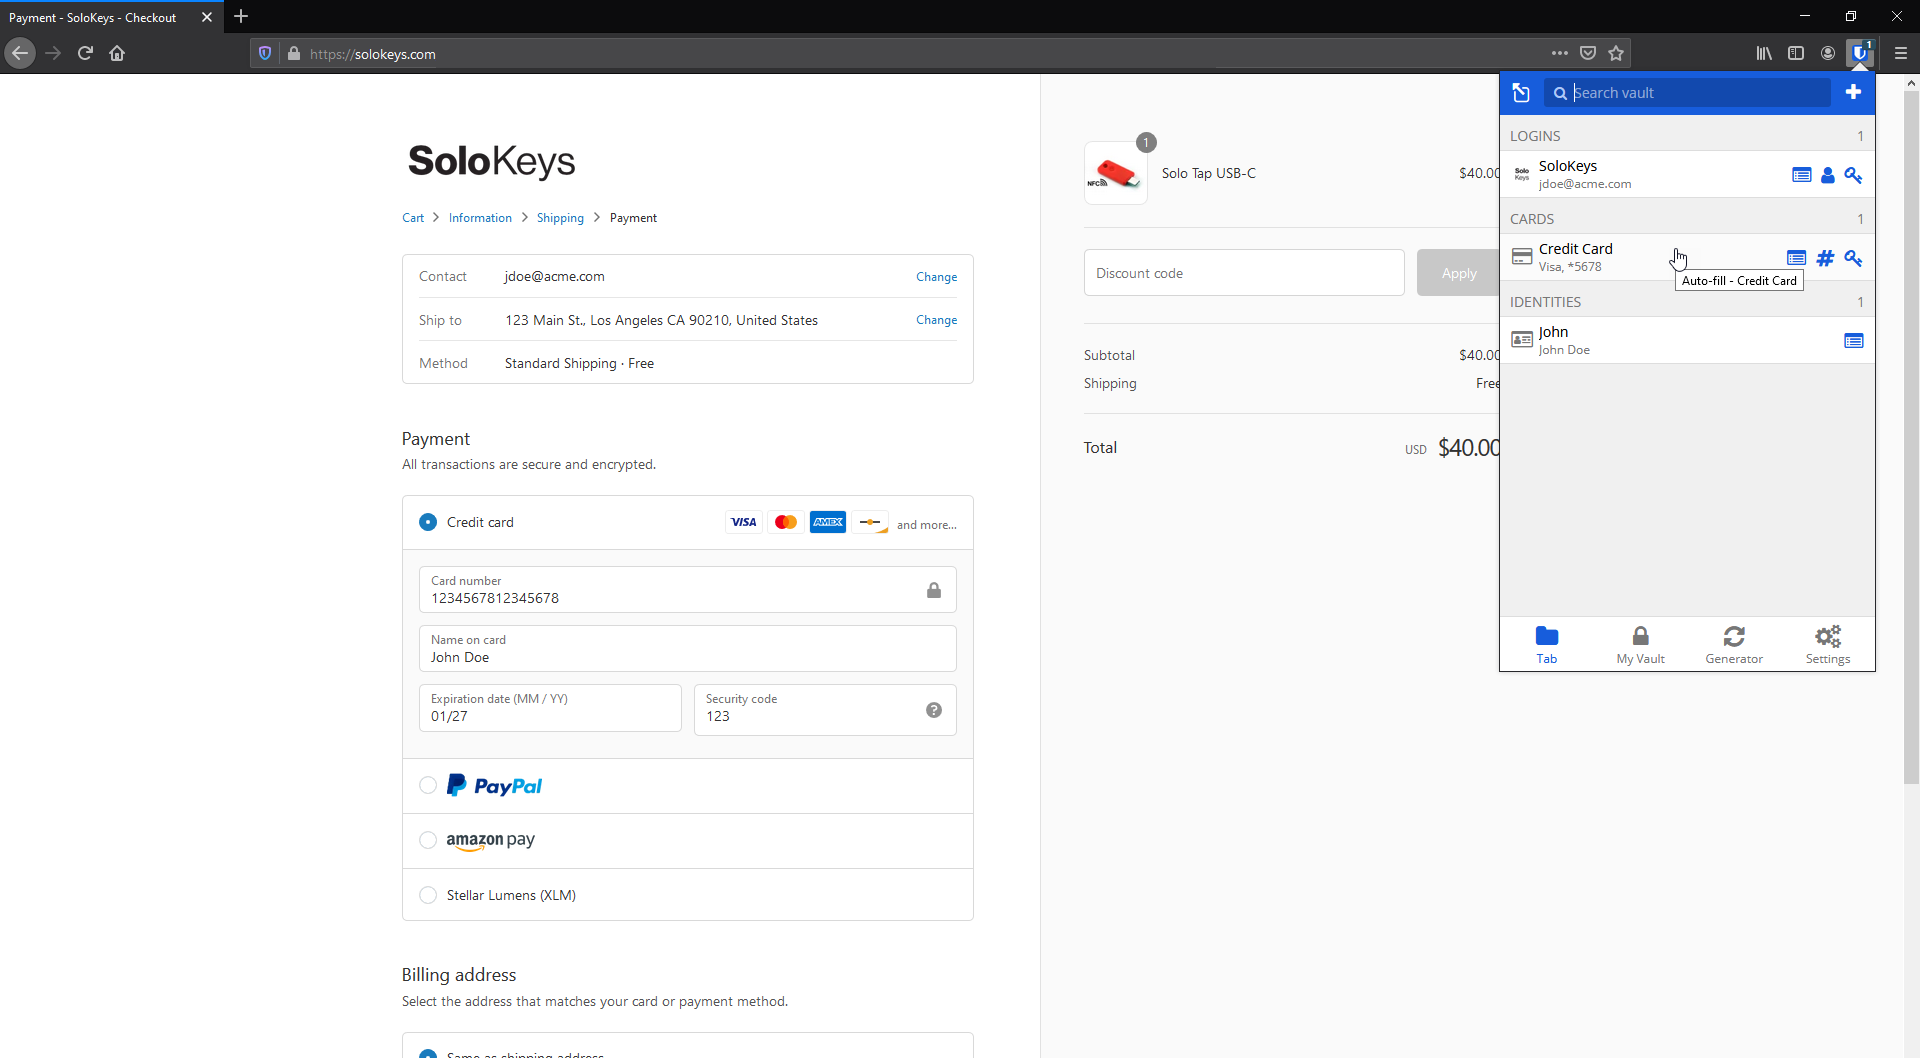 Payment - SoloKeys - Checkout
https://solokeys.com
1
SoloKeys
Cart > Information > Shipping > Payment
Contact jdoe@acme.com Change
Ship to 123 Main St., Los Angeles CA 90210, United States Change
Method Standard Shipping · Free
Payment
All transactions are secure and encrypted.
Credit card VISA AMEX and more...
Card number
1234567812345678
Name on card
John Doe
Expiration date (MM / YY)
01/27
Security code
123
?
PayPal
amazon pay
Stellar Lumens (XLM)
Billing address
Select the address that matches your card or payment method.
Same as shipping address
1
NFC
Solo Tap USB-C $40.00
Discount code Apply
Subtotal $40.00
Shipping Free
Total USD $40.00
Search vault
LOGINS 1
Solo
Keys
SoloKeys
jdoe@acme.com
CARDS 1
Credit Card
Visa, *5678
Auto-fill - Credit Card
IDENTITIES 1
John
John Doe
Tab My Vault Generator Settings